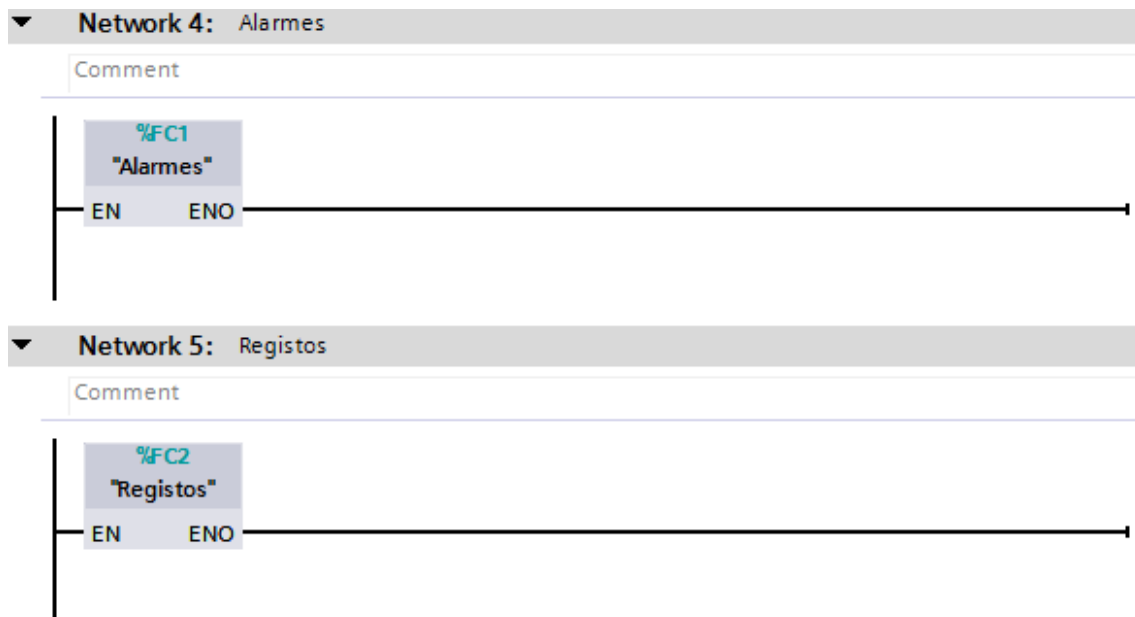 Network 4: Alarmes
Comment
%FC1
"Alarmes"
EN ENO
Network 5: Registos
Comment
%FC2
"Registos"
EN ENO